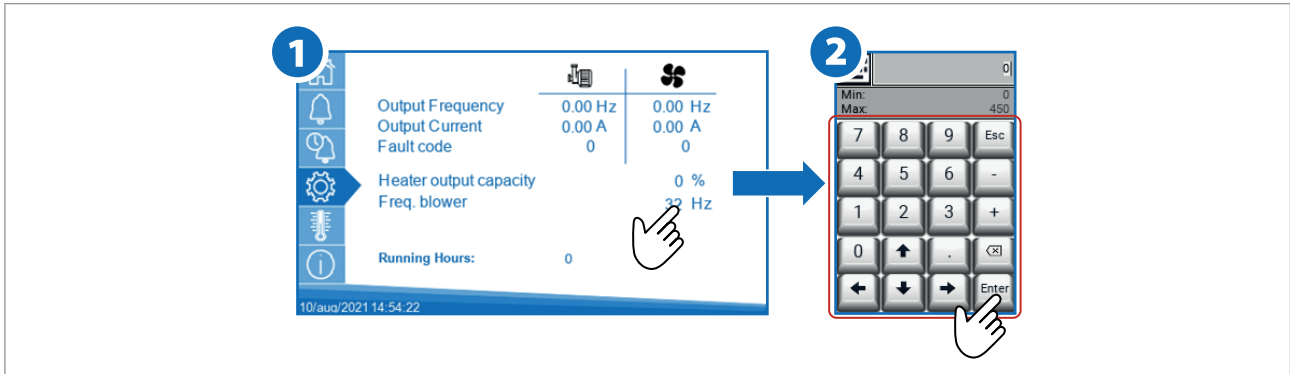 1
Output Frequency 0.00 Hz 0.00 Hz
Output Current 0.00 A 0.00 A
Fault code 0 0
Heater output capacity 0 %
Freq. blower 32 Hz
Running Hours: 0
10/aug/2021 14:54:22
2
0
Min: 0
Max: 450
7 8 9 Esc
4 5 6 -
1 2 3 +
0 .
Enter